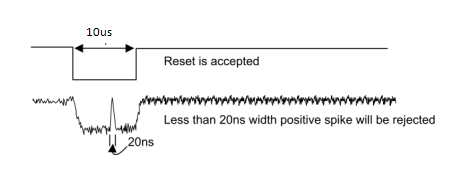 10us
Reset is accepted
Less than 20ns width positive spike will be rejected
20ns